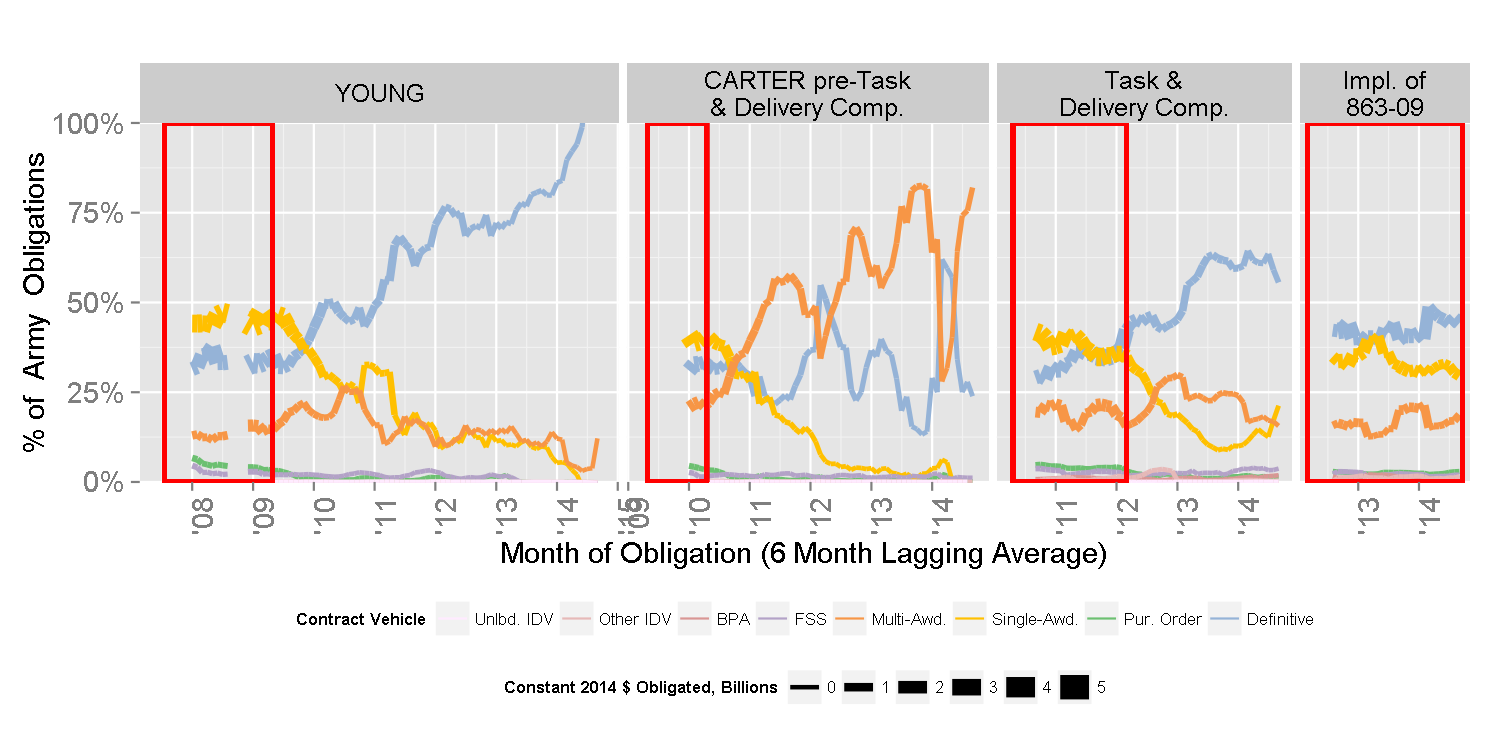 YOUNG
CARTER pre-Task
& Delivery Comp.
Task &
Delivery Comp.
Impl. of
863-09
% of Army Obligations
100%
75%
50%
25%
0%
'08 '09 '10 '11 '12 '13 '14 '15
'09 '10 '11 '12 '13 '14
'11 '12 '13 '14
'13 '14
Month of Obligation (6 Month Lagging Average)
Contract Vehicle Unlbd. IDV Other IDV BPA FSS Multi-Awd. Single-Awd. Pur. Order Definitive
Constant 2014 $ Obligated, Billions 0 1 2 3 4 5